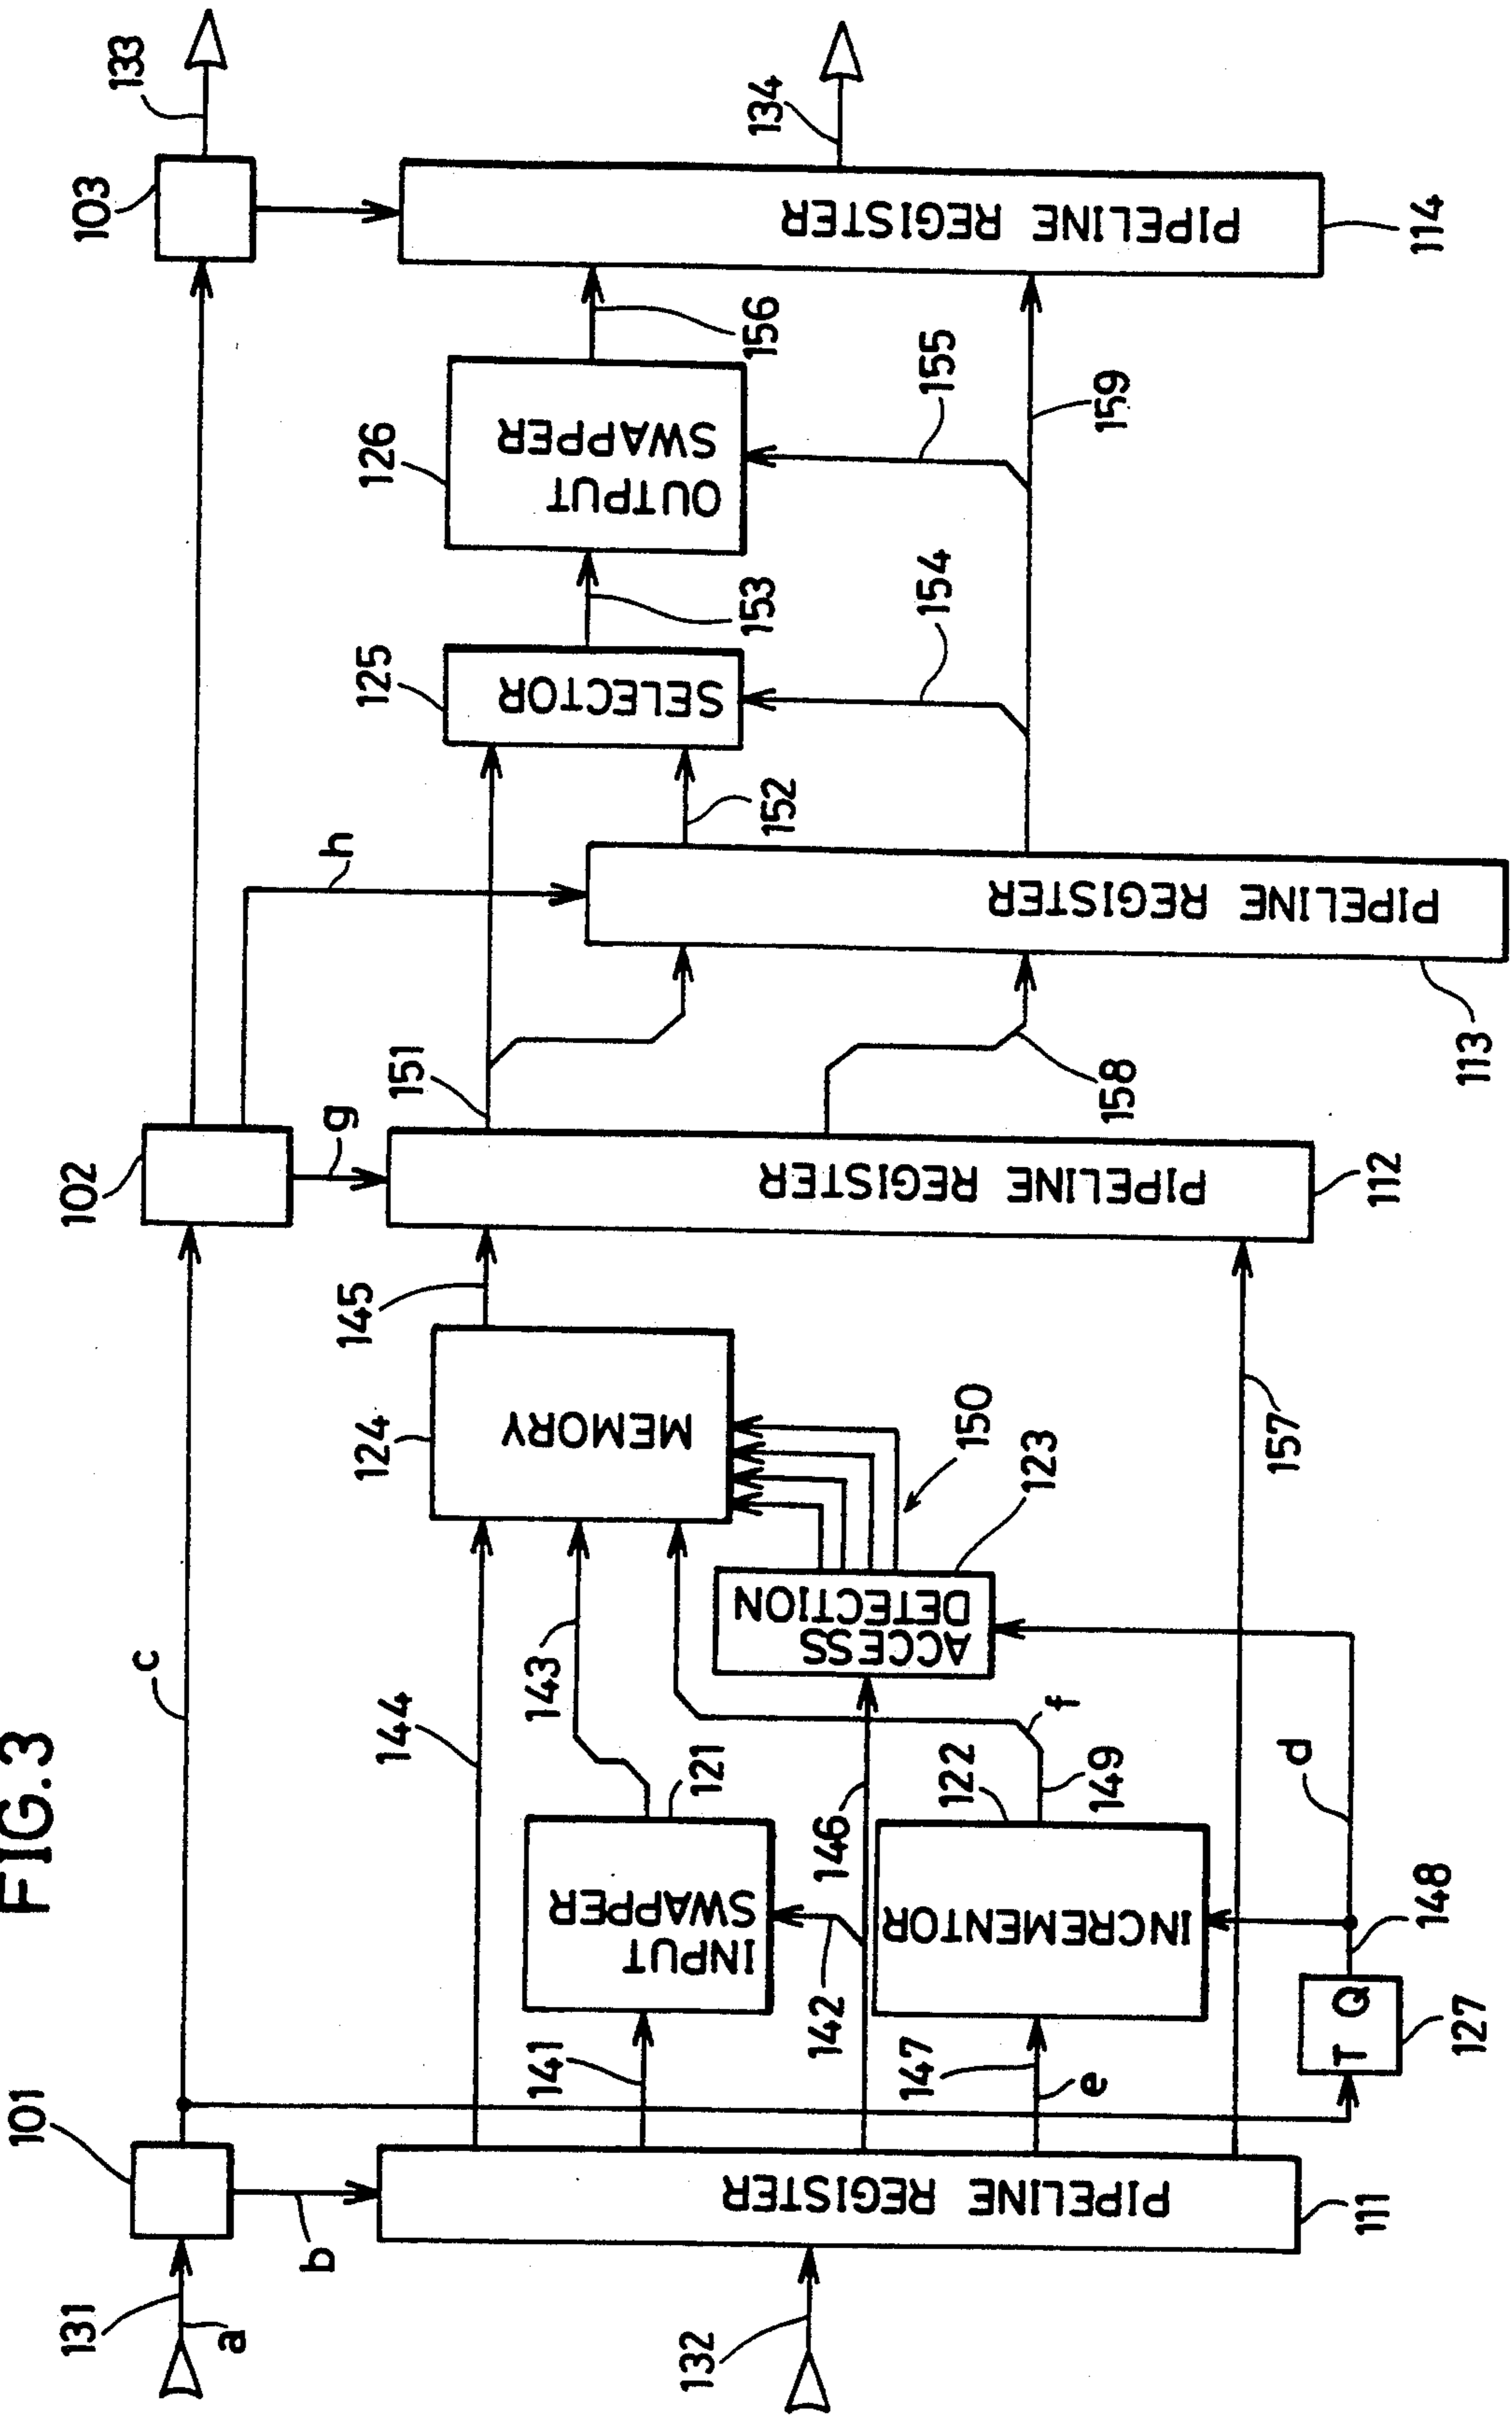 FIG.3
131
a
101
b
c
102
g
h
103
133
132
PIPELINE REGISTER
111
144
141
INPUT
SWAPPER
121
143
142
146
147
e
INCREMENTOR
122
149
f
T Q
127
148
d
ACCESS
DETECTION
123
150
MEMORY
124
145
157
PIPELINE REGISTER
112
151
158
PIPELINE REGISTER
113
152
SELECTOR
125
153
154
OUTPUT
SWAPPER
126
156
155
159
PIPELINE REGISTER
114
134